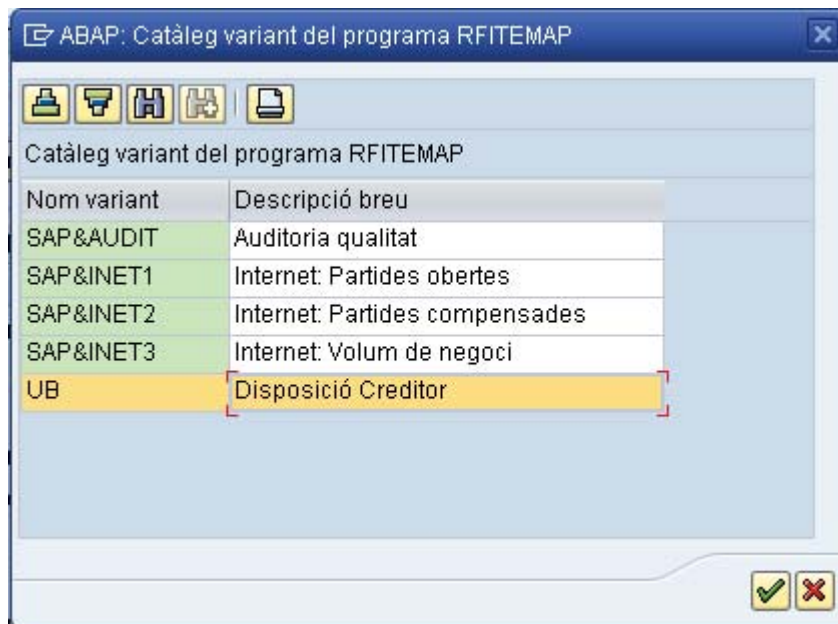 ABAP: Catàleg variant del programa RFITEMAP
Catàleg variant del programa RFITEMAP
Nom variant Descripció breu
SAP&AUDIT Auditoria qualitat
SAP&INET1 Internet: Partides obertes
SAP&INET2 Internet: Partides compensades
SAP&INET3 Internet: Volum de negoci
UB Disposició Creditor